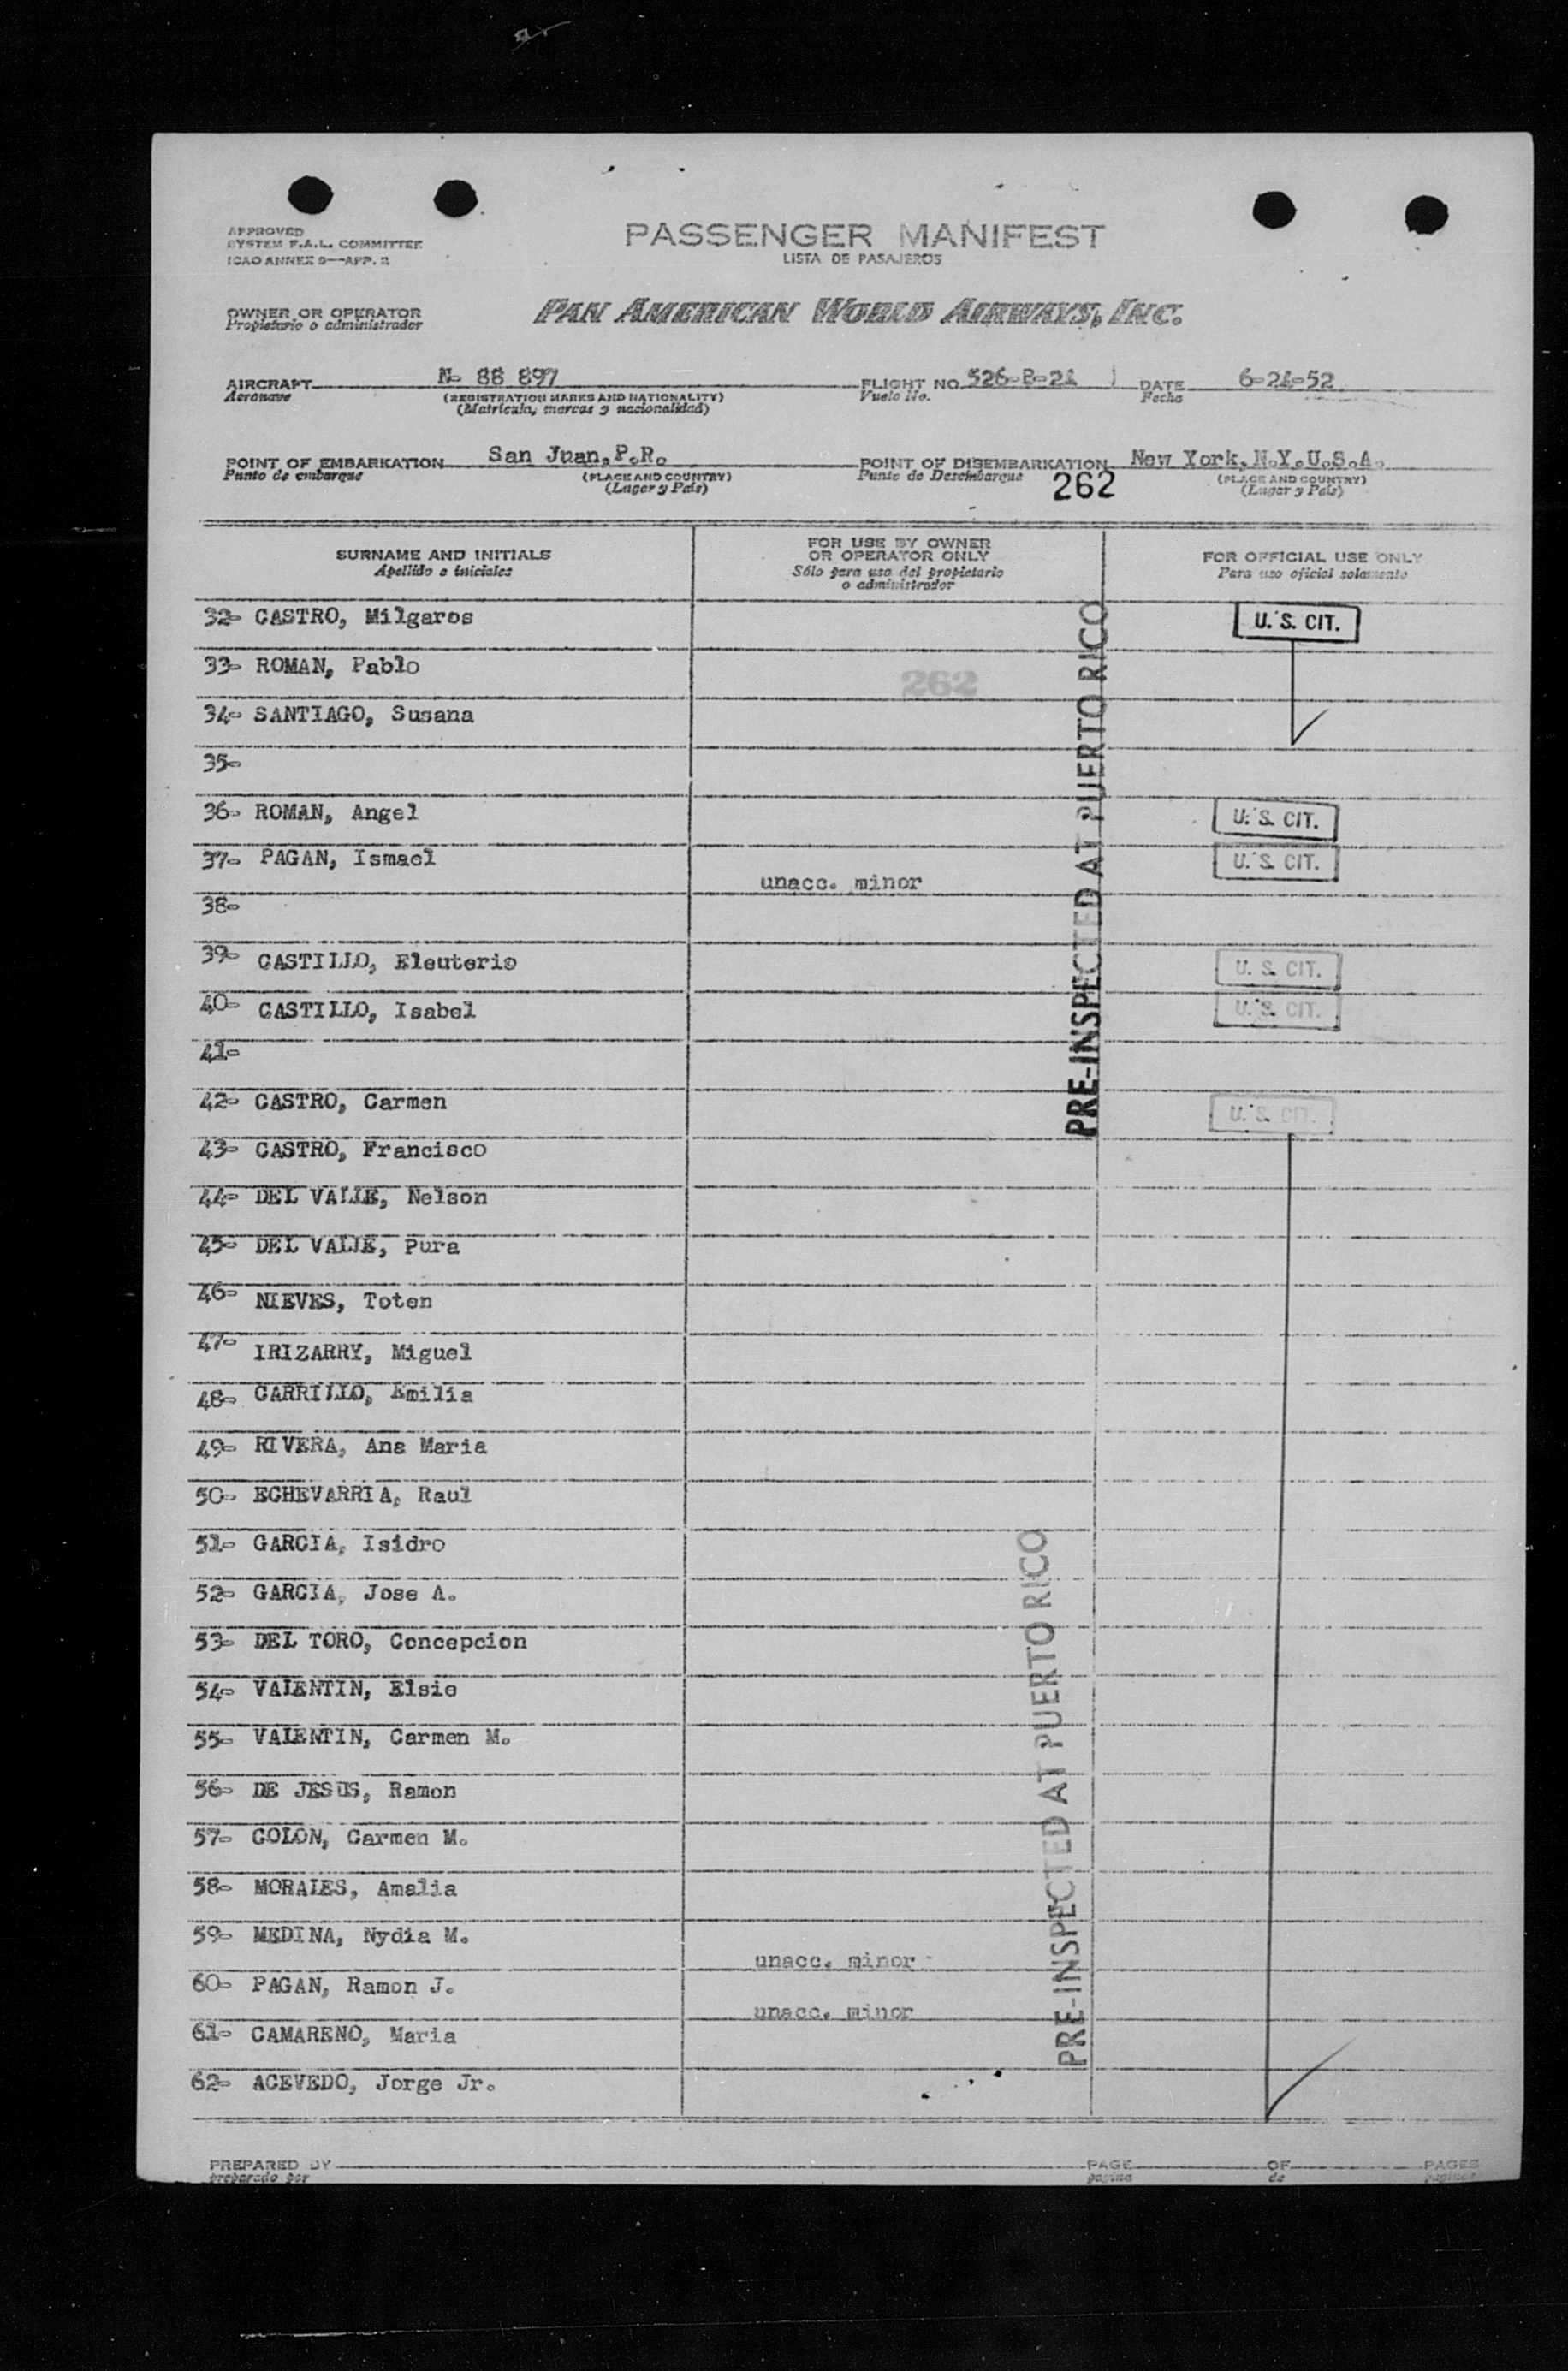 APPROVED
SYSTEM F.A.L. COMMITTEE
ICAO ANNEX 9—APP. 2
PASSENGER MANIFEST
LISTA DE PASAJEROS
OWNER OR OPERATOR
Propietario o administrador
PAN AMERICAN WORLD AIRWAYS, INC.
AIRCRAFT N- 88 897 FLIGHT NO. 526-B-24 DATE 6-24-52
Aeronave (REGISTRATION MARKS AND NATIONALITY) Vuelo No. Fecha
(Matrícula, marcas y nacionalidad)
POINT OF EMBARKATION San Juan,P.R. POINT OF DISEMBARKATION New York,N.Y.U.S.A.
Punto de embarque (PLACE AND COUNTRY) Punto de Desembarque 262 (PLACE AND COUNTRY)
(Lugar y País) (Lugar y País)
SURNAME AND INITIALS
Apellido e iniciales
FOR USE BY OWNER
OR OPERATOR ONLY
Sólo para uso del propietario
o administrador
FOR OFFICIAL USE ONLY
Para uso oficial solamente
32- CASTRO, Milgaros U. S. CIT.
33- ROMAN, Pablo 262
34- SANTIAGO, Susana
35-
36- ROMAN, Angel U. S. CIT.
37- PAGAN, Ismael unacc. minor U. S. CIT.
38-
39- CASTILLO, Eleuterio U. S. CIT.
40- CASTILLO, Isabel U. S. CIT.
41-
42- CASTRO, Carmen U. S. CIT.
43- CASTRO, Francisco
44- DEL VALLE, Nelson
45- DEL VALLE, Pura
46- NIEVES, Toten
47- IRIZARRY, Miguel
48- CARRILLO, Emilia
49- RIVERA, Ana Maria
50- ECHEVARRIA, Raul
51- GARCIA, Isidro
52- GARCIA, Jose A.
53- DEL TORO, Concepcion
54- VALENTIN, Elsie
55- VALENTIN, Carmen M.
56- DE JESUS, Ramon
57- COLON, Carmen M.
58- MORALES, Amalia
59- MEDINA, Nydia M. unacc. minor
60- PAGAN, Ramon J. unacc. minor
61- CAMARENO, Maria
62- ACEVEDO, Jorge Jr.
PRE-INSPECTED AT PUERTO RICO
PRE-INSPECTED AT PUERTO RICO
PREPARED BY PAGE OF PAGES
preparado por pagina de paginas